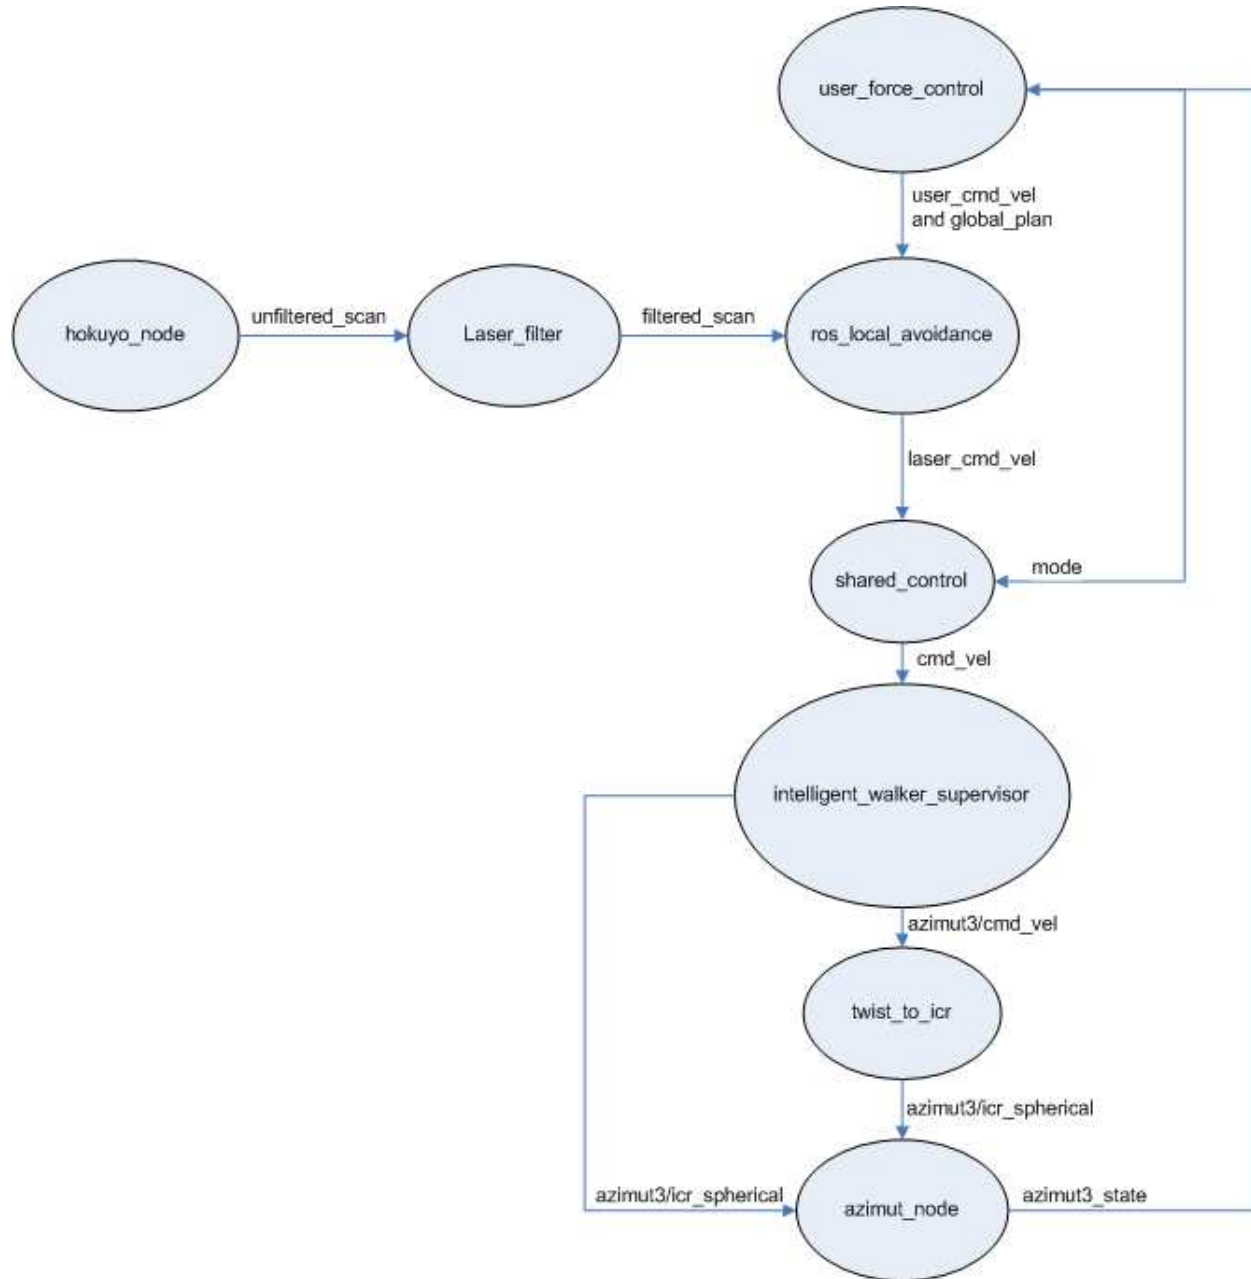 user_force_control
user_cmd_vel
and global_plan
hokuyo_node
unfiltered_scan
Laser_filter
filtered_scan
ros_local_avoidance
laser_cmd_vel
shared_control
mode
cmd_vel
intelligent_walker_supervisor
azimut3/cmd_vel
twist_to_icr
azimut3/icr_spherical
azimut3/icr_spherical
azimut_node
azimut3_state